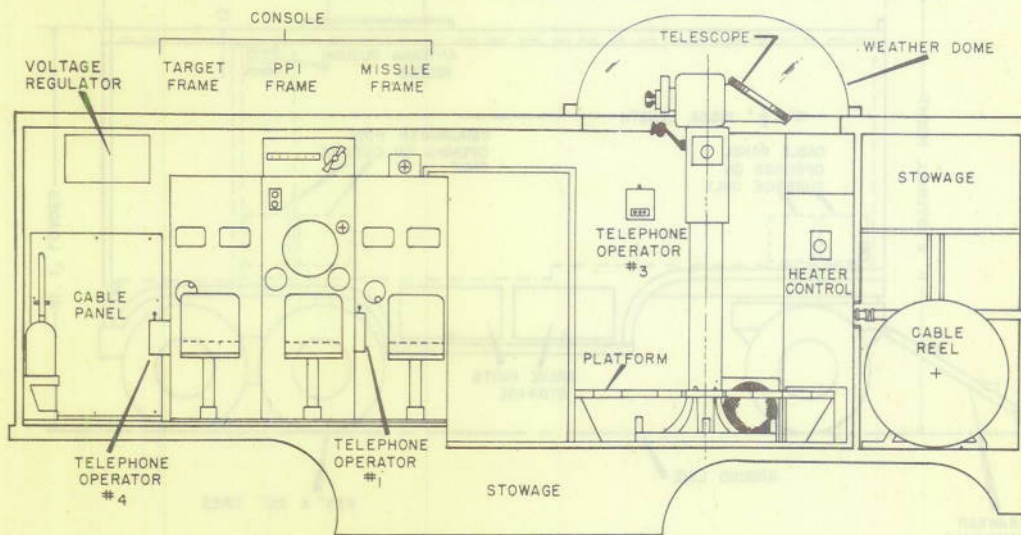 CONSOLE
VOLTAGE
REGULATOR
TARGET
FRAME
PPI
FRAME
MISSILE
FRAME
TELESCOPE
WEATHER DOME
STOWAGE
TELEPHONE
OPERATOR
#3
HEATER
CONTROL
CABLE
PANEL
CABLE
REEL
PLATFORM
TELEPHONE
OPERATOR
#4
TELEPHONE
OPERATOR
#1
STOWAGE